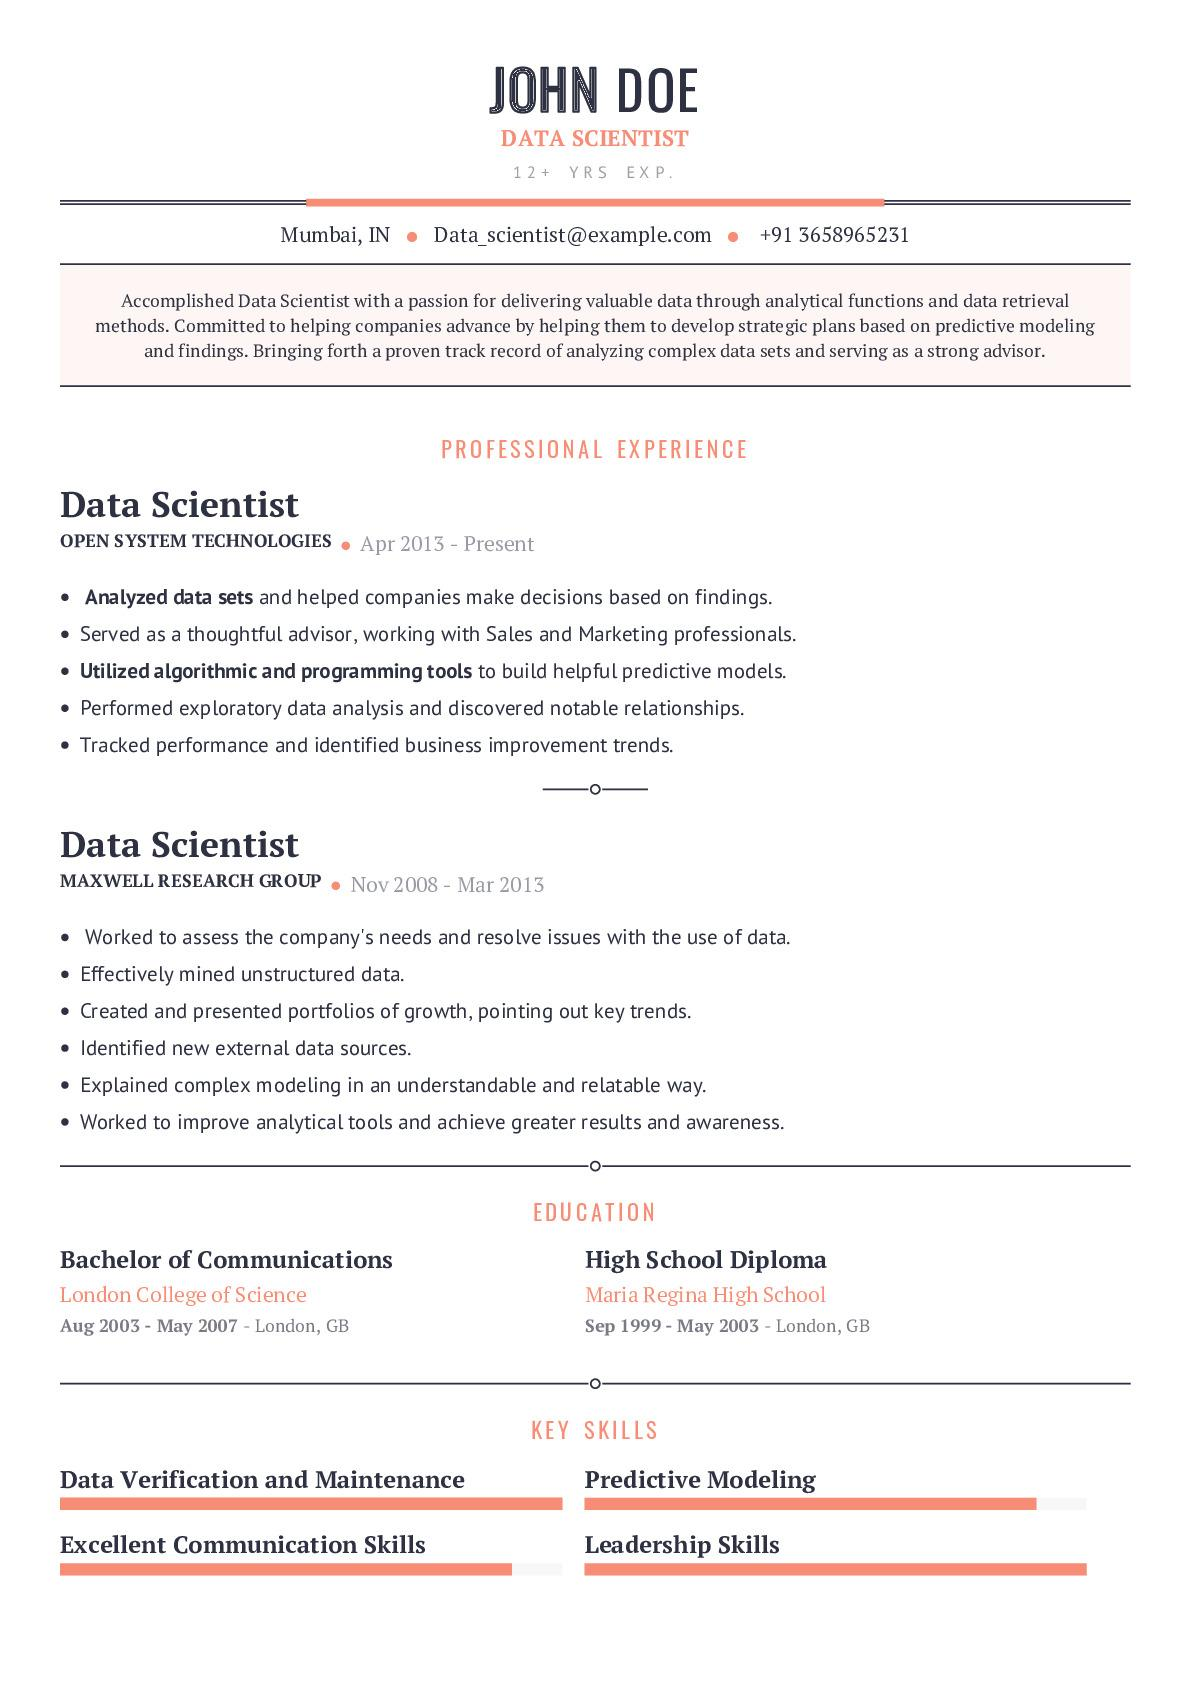 JOHN DOE
DATA SCIENTIST
12+ YRS EXP.
Mumbai, IN ● Data_scientist@example.com ● +91 3658965231
Accomplished Data Scientist with a passion for delivering valuable data through analytical functions and data retrieval
methods. Committed to helping companies advance by helping them to develop strategic plans based on predictive modeling
and findings. Bringing forth a proven track record of analyzing complex data sets and serving as a strong advisor.
PROFESSIONAL EXPERIENCE
Data Scientist
OPEN SYSTEM TECHNOLOGIES ● Apr 2013 - Present
• Analyzed data sets and helped companies make decisions based on findings.
• Served as a thoughtful advisor, working with Sales and Marketing professionals.
• Utilized algorithmic and programming tools to build helpful predictive models.
• Performed exploratory data analysis and discovered notable relationships.
• Tracked performance and identified business improvement trends.
Data Scientist
MAXWELL RESEARCH GROUP ● Nov 2008 - Mar 2013
• Worked to assess the company's needs and resolve issues with the use of data.
• Effectively mined unstructured data.
• Created and presented portfolios of growth, pointing out key trends.
• Identified new external data sources.
• Explained complex modeling in an understandable and relatable way.
• Worked to improve analytical tools and achieve greater results and awareness.
EDUCATION
Bachelor of Communications
London College of Science
Aug 2003 - May 2007 - London, GB
High School Diploma
Maria Regina High School
Sep 1999 - May 2003 - London, GB
KEY SKILLS
Data Verification and Maintenance
Predictive Modeling
Excellent Communication Skills
Leadership Skills